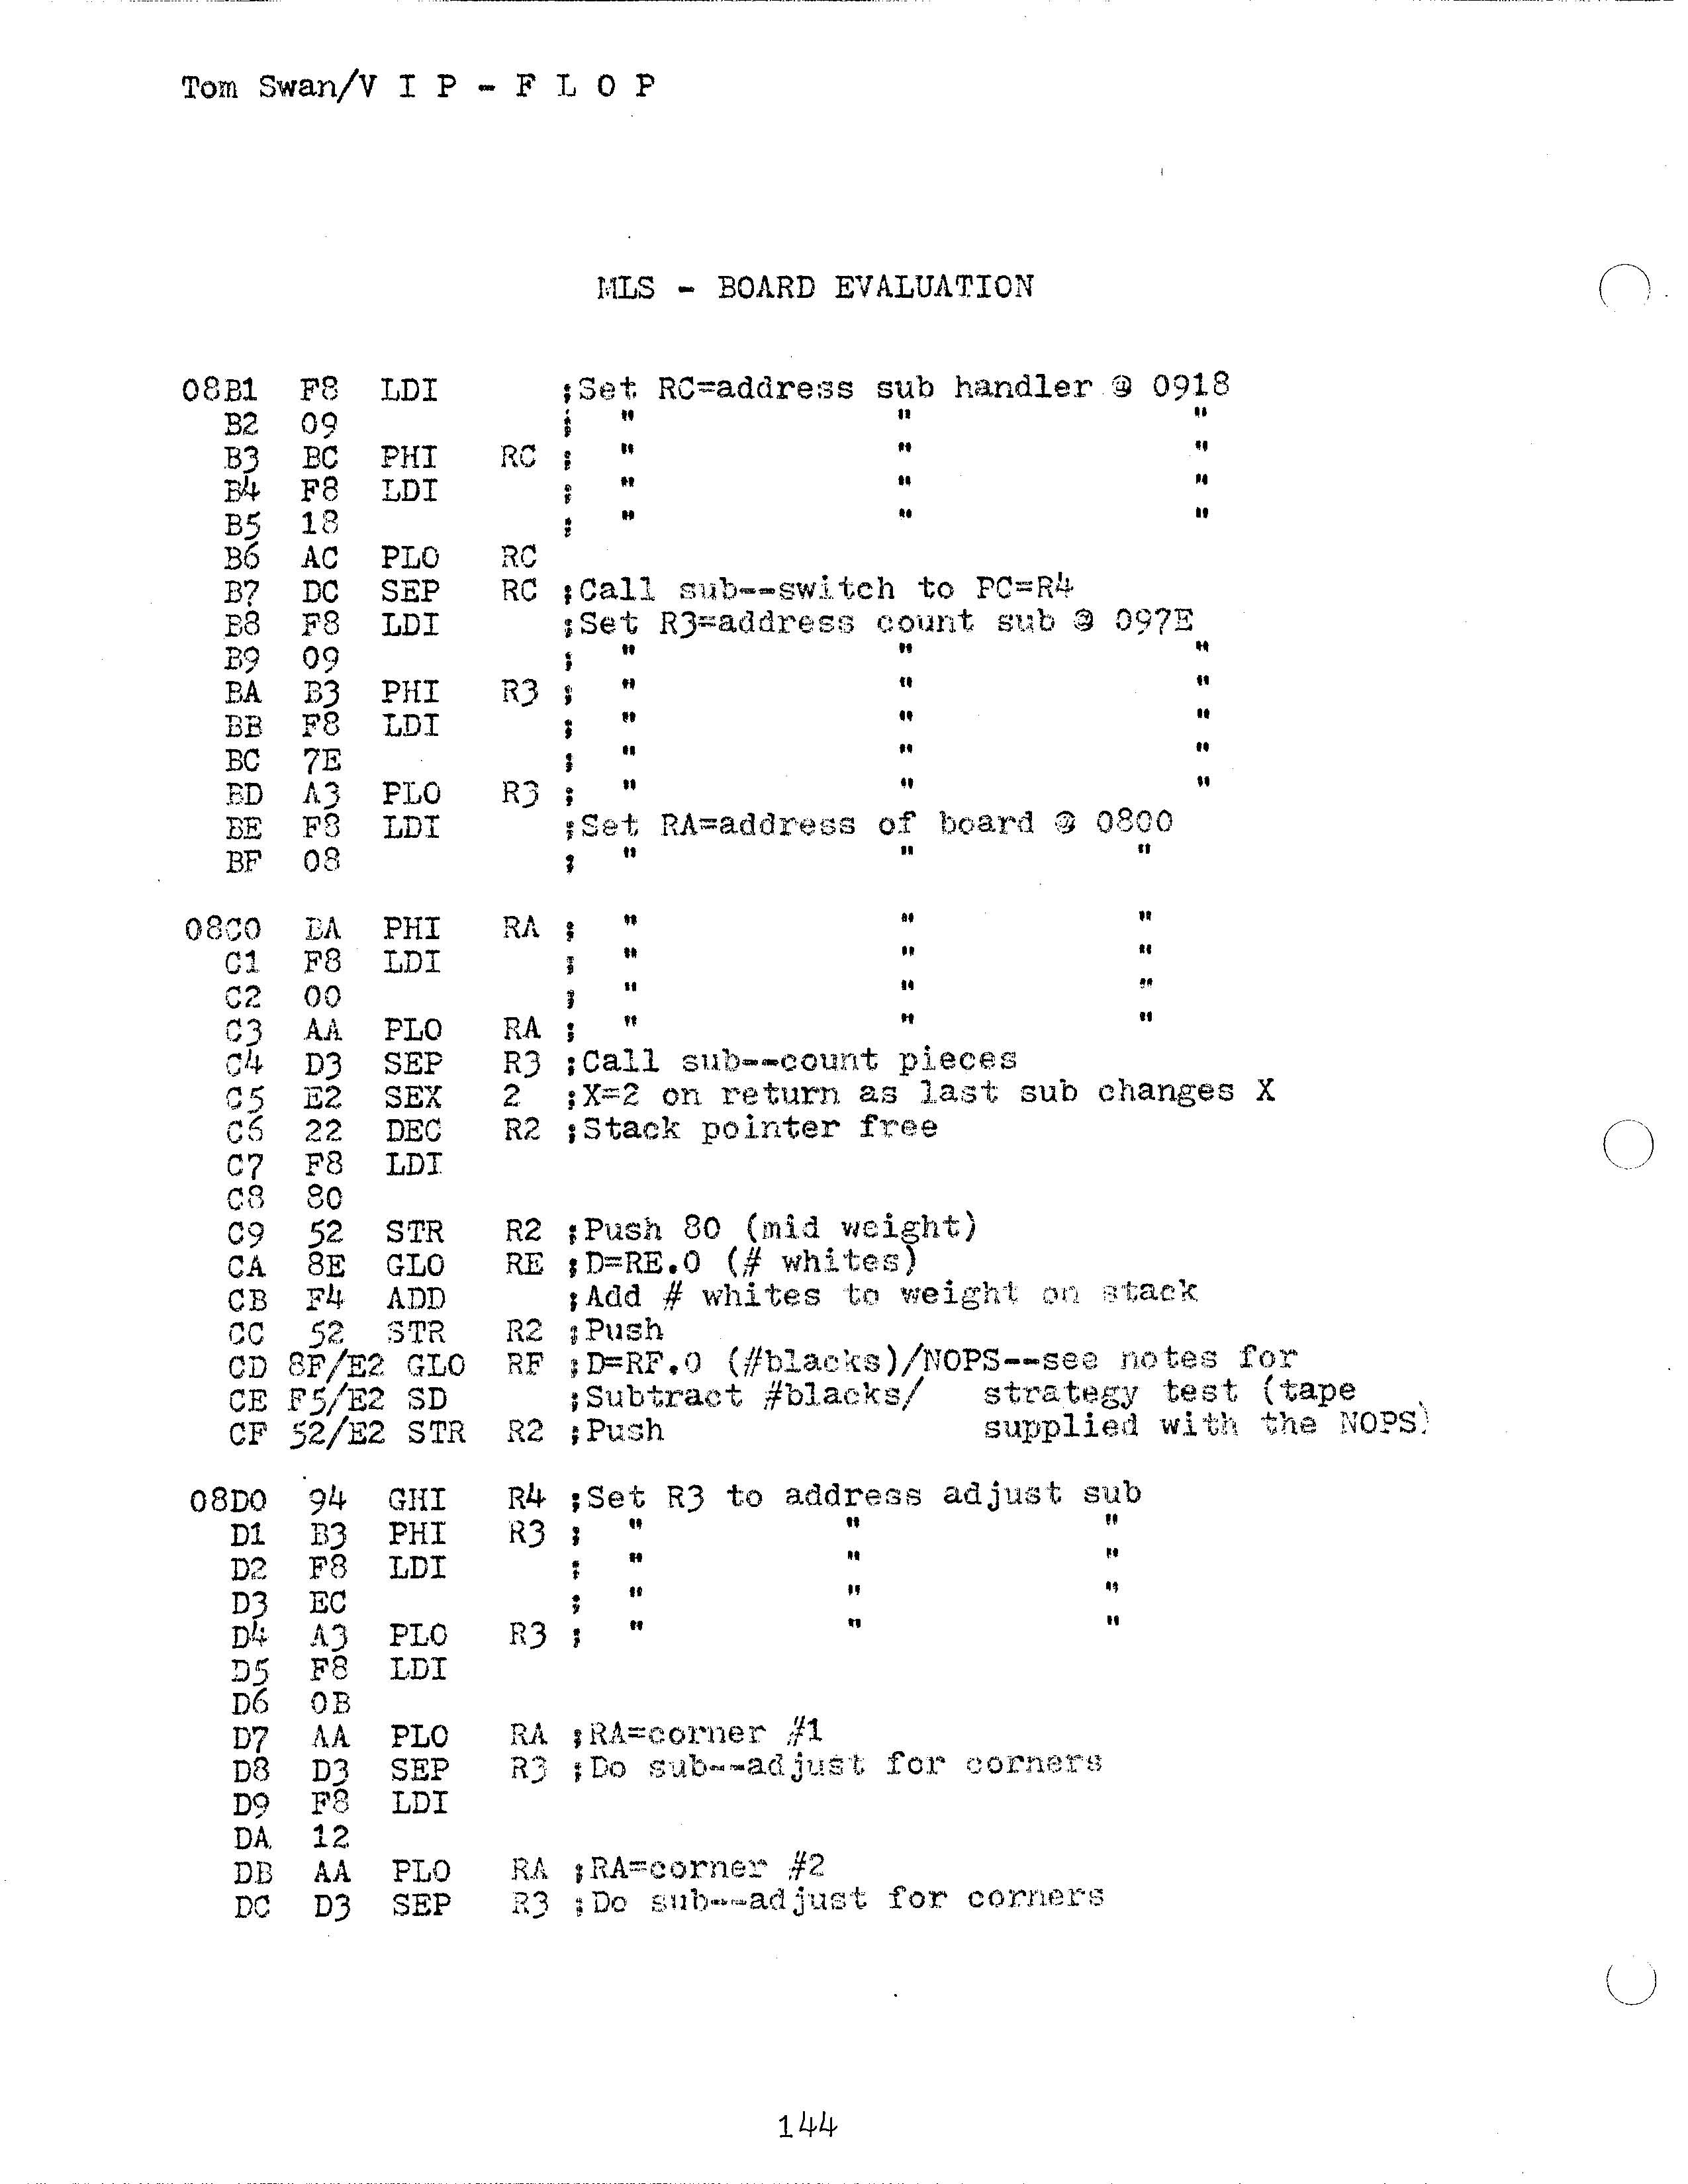 Tom Swan/V I P - F L O P
MLS - BOARD EVALUATION
08B1 F8 LDI ;Set RC=address sub handler @ 0918
B2 09 ; " " "
B3 BC PHI RC ; " " "
B4 F8 LDI ; " " "
B5 18 ; " " "
B6 AC PLO RC
B7 DC SEP RC ;Call sub--switch to PC=R4
B8 F8 LDI ;Set R3=address count sub @ 097E
B9 09 ; " " "
BA B3 PHI R3 ; " " "
BB F8 LDI ; " " "
BC 7E ; " " "
BD A3 PLO R3 ; " " "
BE F8 LDI ;Set RA=address of board @ 0800
BF 08 ; " " "
08C0 BA PHI RA ; " " "
C1 F8 LDI ; " " "
C2 00 ; " " "
C3 AA PLO RA ; " " "
C4 D3 SEP R3 ;Call sub--count pieces
C5 E2 SEX 2 ;X=2 on return as last sub changes X
C6 22 DEC R2 ;Stack pointer free
C7 F8 LDI
C8 80
C9 52 STR R2 ;Push 80 (mid weight)
CA 8E GLO RE ;D=RE.0 (# whites)
CB F4 ADD ;Add # whites to weight on stack
CC 52 STR R2 ;Push
CD 8F/E2 GLO RF ;D=RF.0 (#blacks)/NOPS--see notes for
CE F5/E2 SD ;Subtract #blacks/ strategy test (tape
CF 52/E2 STR R2 ;Push supplied with the NOPS)
08D0 94 GHI R4 ;Set R3 to address adjust sub
D1 B3 PHI R3 ; " " "
D2 F8 LDI ; " " "
D3 EC ; " " "
D4 A3 PLO R3 ; " " "
D5 F8 LDI
D6 0B
D7 AA PLO RA ;RA=corner #1
D8 D3 SEP R3 ;Do sub--adjust for corners
D9 F8 LDI
DA 12
DB AA PLO RA ;RA=corner #2
DC D3 SEP R3 ;Do sub--adjust for corners
144